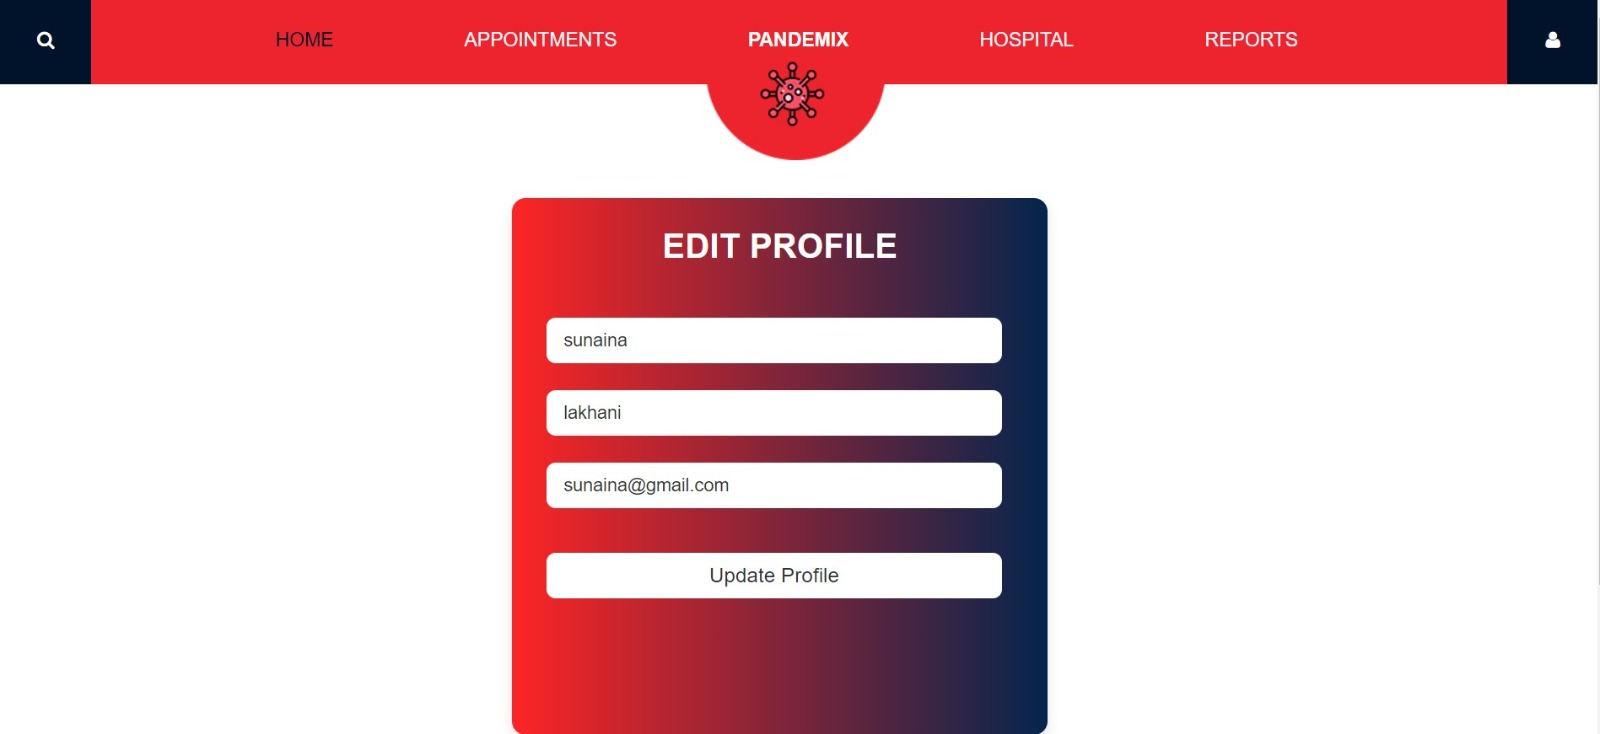 HOME APPOINTMENTS PANDEMIX HOSPITAL REPORTS
EDIT PROFILE
sunaina
lakhani
sunaina@gmail.com
Update Profile